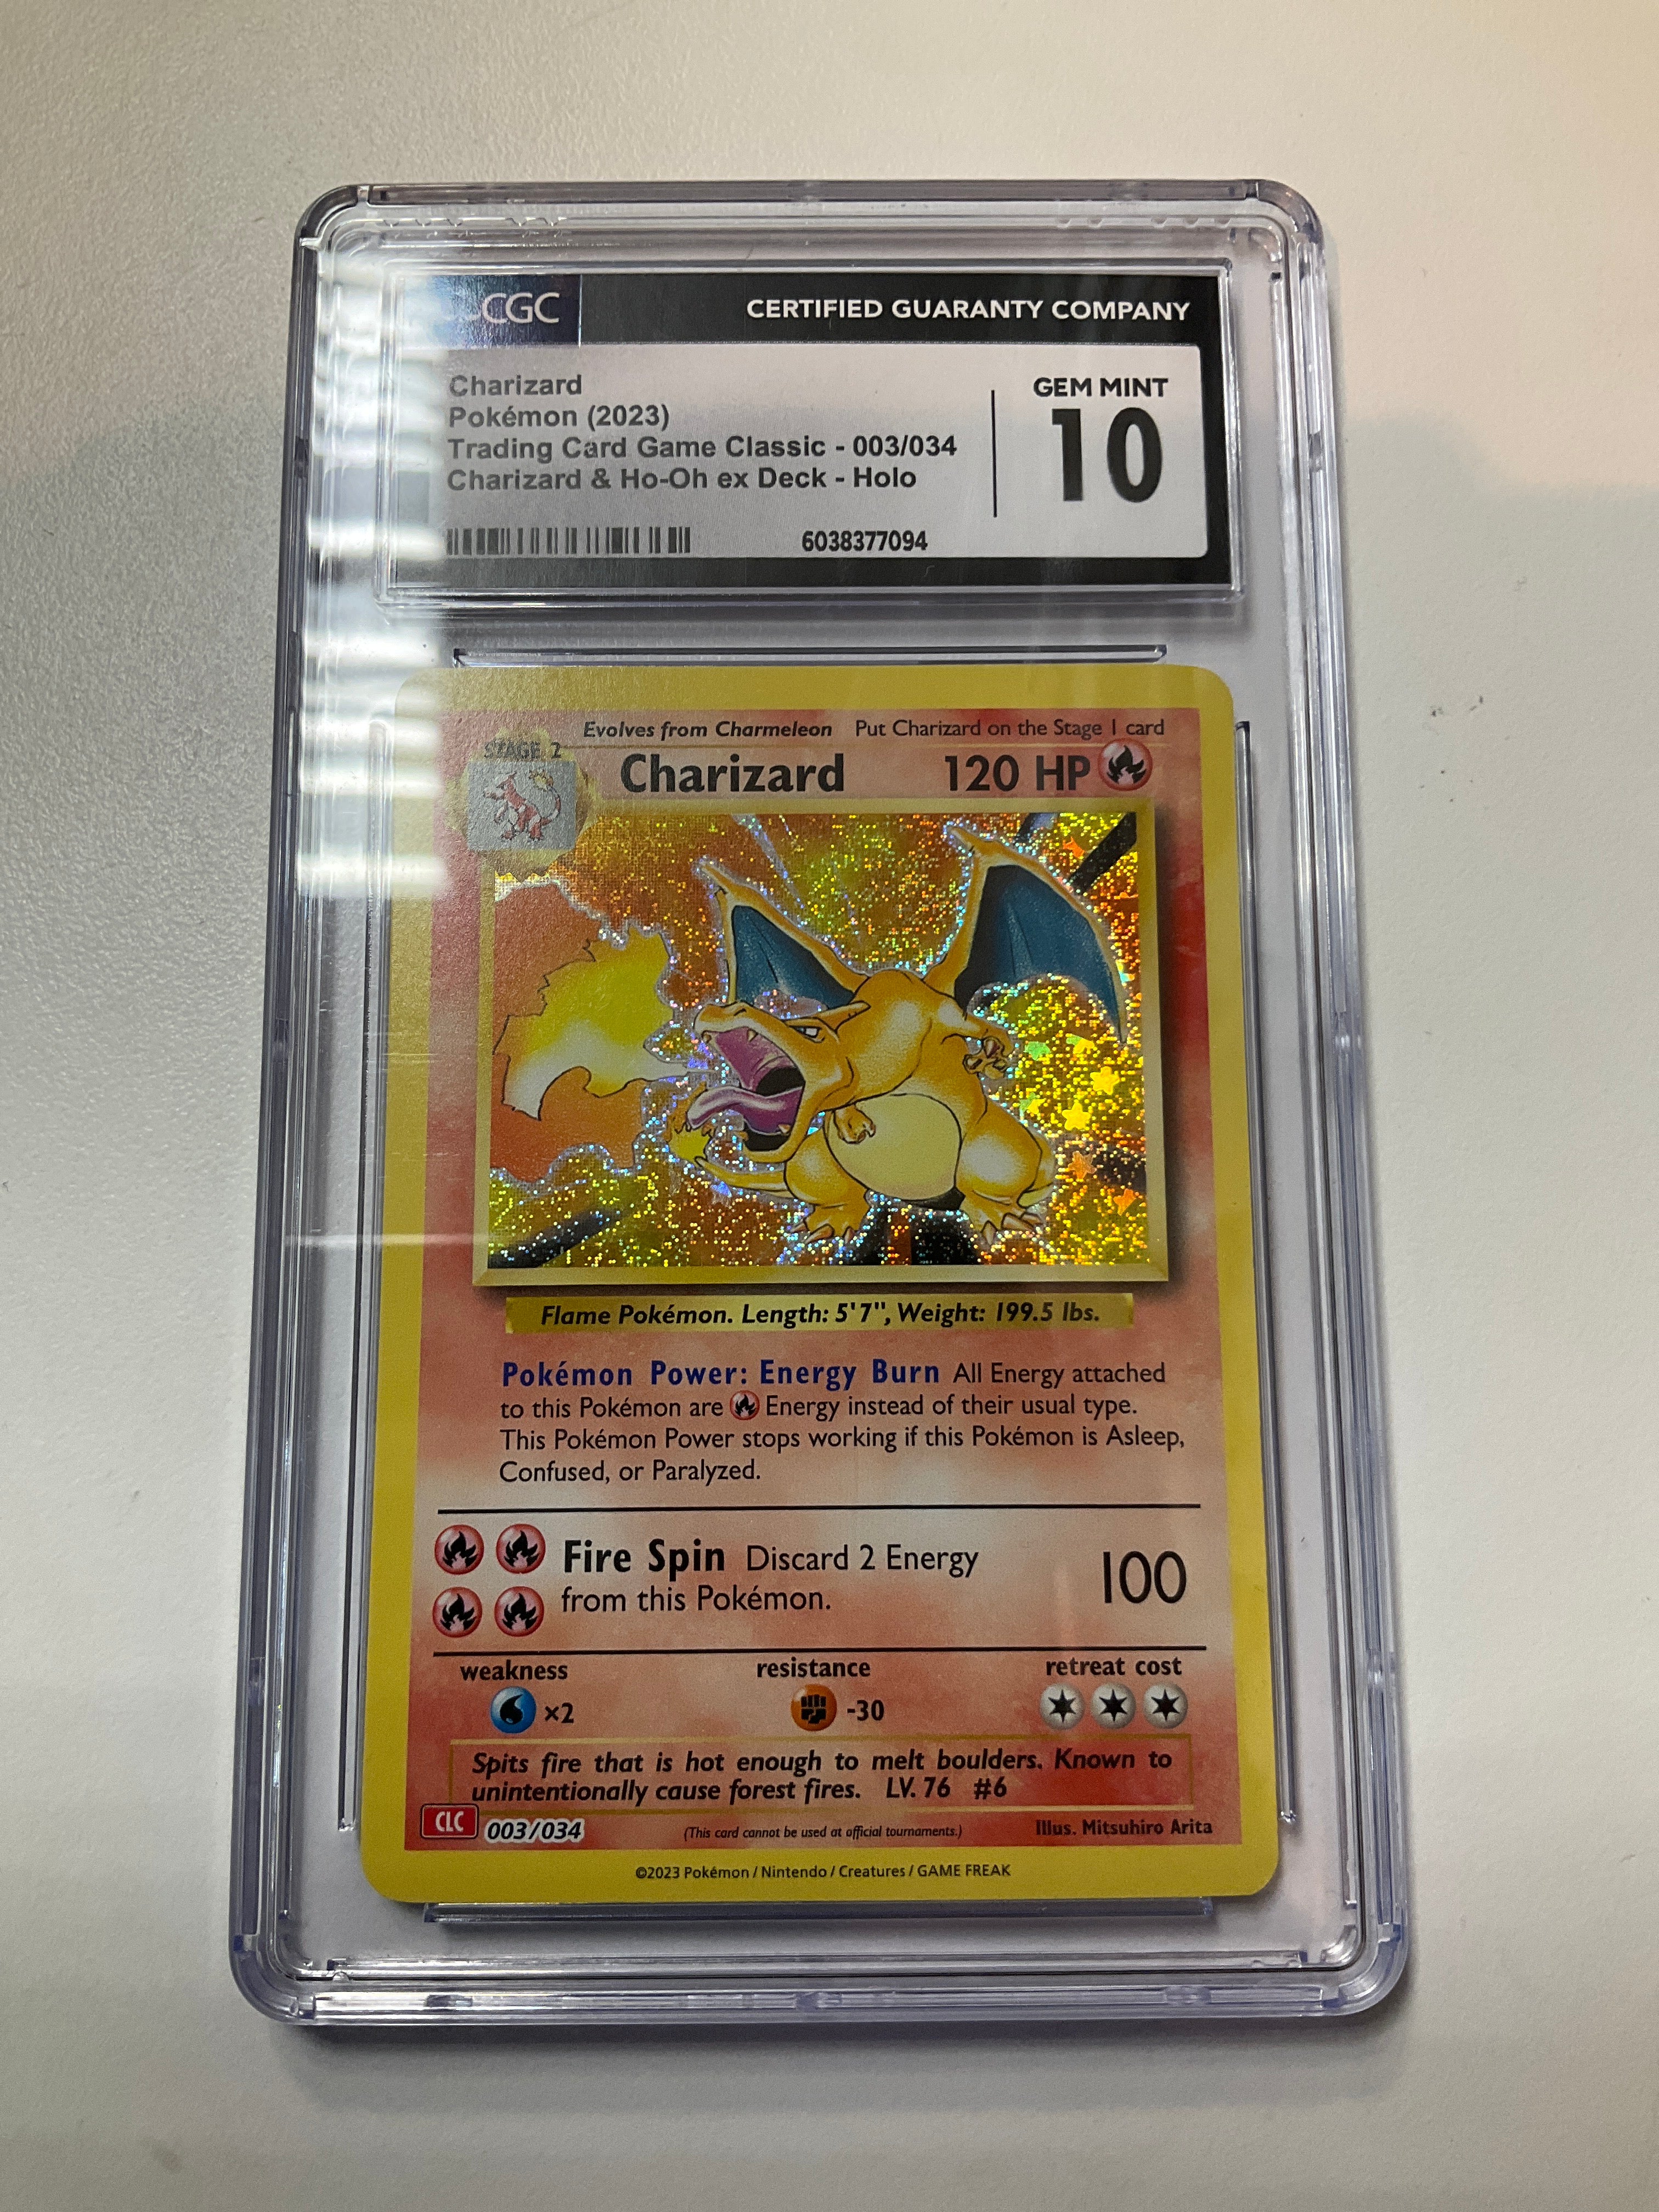 CGC
CERTIFIED GUARANTY COMPANY
Charizard
Pokémon (2023)
Trading Card Game Classic - 003/034
Charizard & Ho-Oh ex Deck - Holo
GEM MINT
10
6038377094
Evolves from Charmeleon Put Charizard on the Stage 1 card
STAGE 2
Charizard 120 HP
Flame Pokémon. Length: 5'7", Weight: 199.5 lbs.
Pokémon Power: Energy Burn All Energy attached
to this Pokémon are Energy instead of their usual type.
This Pokémon Power stops working if this Pokémon is Asleep,
Confused, or Paralyzed.
Fire Spin Discard 2 Energy
from this Pokémon.
100
weakness resistance retreat cost
×2 -30
Spits fire that is hot enough to melt boulders. Known to
unintentionally cause forest fires. LV. 76 #6
CLC 003/034 (This card cannot be used at official tournaments.) Illus. Mitsuhiro Arita
©2023 Pokémon / Nintendo / Creatures / GAME FREAK